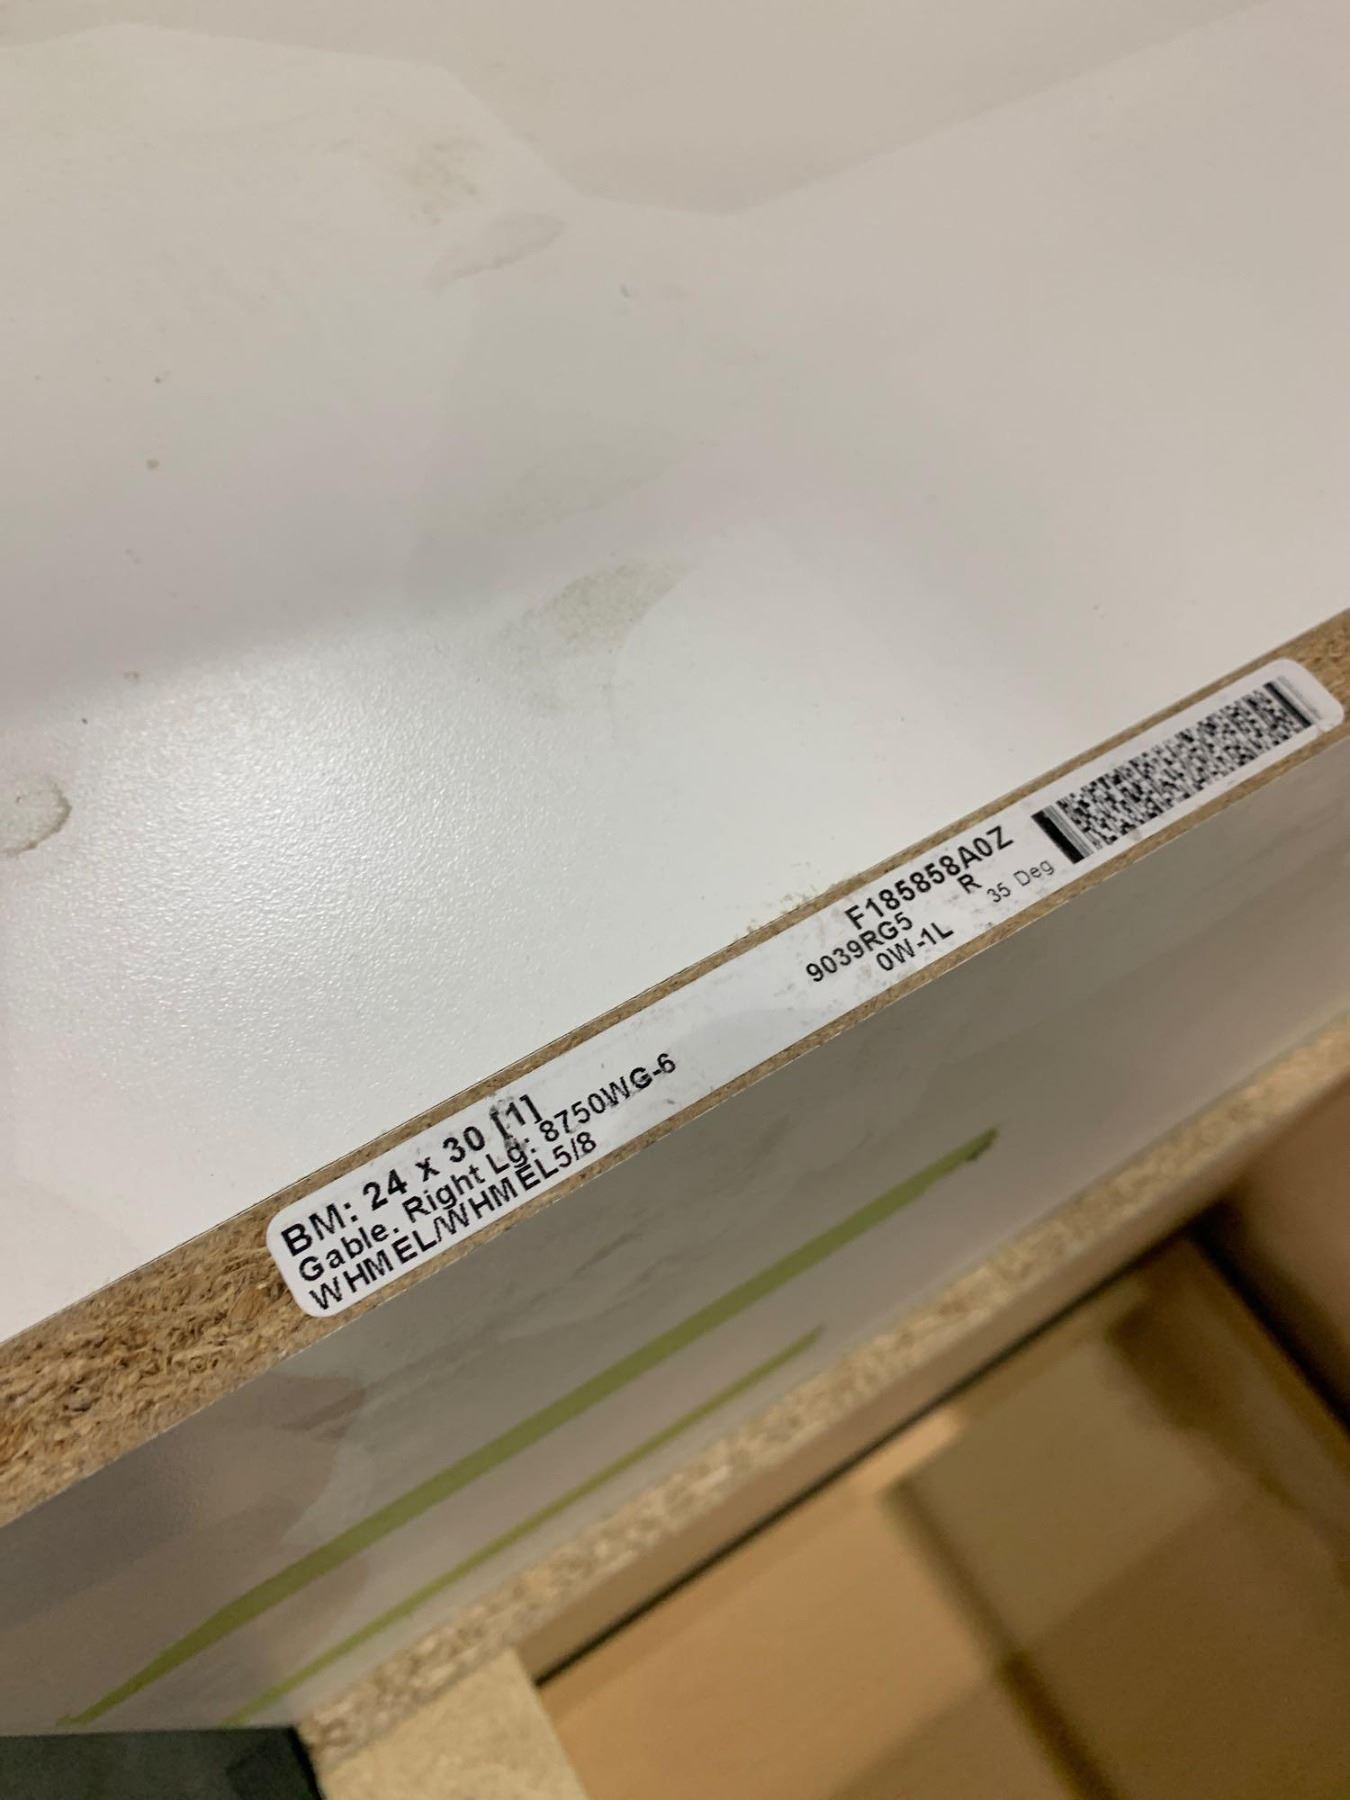 BM: 24 x 30 [1]
Gable. Right Lg: 8750WG-6
WHMEL/WHMEL5/8
F185858A0Z
9039RG5 R
0W-1L 35 Deg